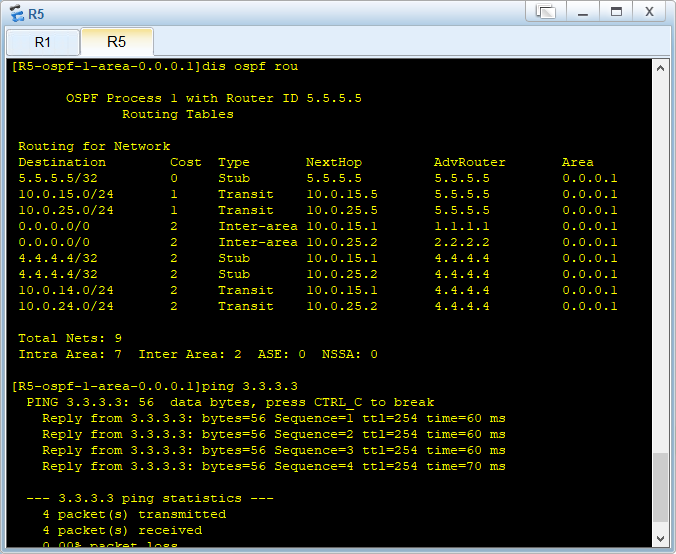 R5
R1 R5
[R5-ospf-1-area-0.0.0.1]dis ospf rou
OSPF Process 1 with Router ID 5.5.5.5
Routing Tables
Routing for Network
Destination Cost Type NextHop AdvRouter Area
5.5.5.5/32 0 Stub 5.5.5.5 5.5.5.5 0.0.0.1
10.0.15.0/24 1 Transit 10.0.15.5 5.5.5.5 0.0.0.1
10.0.25.0/24 1 Transit 10.0.25.5 5.5.5.5 0.0.0.1
0.0.0.0/0 2 Inter-area 10.0.15.1 1.1.1.1 0.0.0.1
0.0.0.0/0 2 Inter-area 10.0.25.2 2.2.2.2 0.0.0.1
4.4.4.4/32 2 Stub 10.0.15.1 4.4.4.4 0.0.0.1
4.4.4.4/32 2 Stub 10.0.25.2 4.4.4.4 0.0.0.1
10.0.14.0/24 2 Transit 10.0.15.1 4.4.4.4 0.0.0.1
10.0.24.0/24 2 Transit 10.0.25.2 4.4.4.4 0.0.0.1
Total Nets: 9
Intra Area: 7 Inter Area: 2 ASE: 0 NSSA: 0
[R5-ospf-1-area-0.0.0.1]ping 3.3.3.3
PING 3.3.3.3: 56 data bytes, press CTRL_C to break
Reply from 3.3.3.3: bytes=56 Sequence=1 ttl=254 time=60 ms
Reply from 3.3.3.3: bytes=56 Sequence=2 ttl=254 time=60 ms
Reply from 3.3.3.3: bytes=56 Sequence=3 ttl=254 time=60 ms
Reply from 3.3.3.3: bytes=56 Sequence=4 ttl=254 time=70 ms
--- 3.3.3.3 ping statistics ---
4 packet(s) transmitted
4 packet(s) received
0.00% packet loss